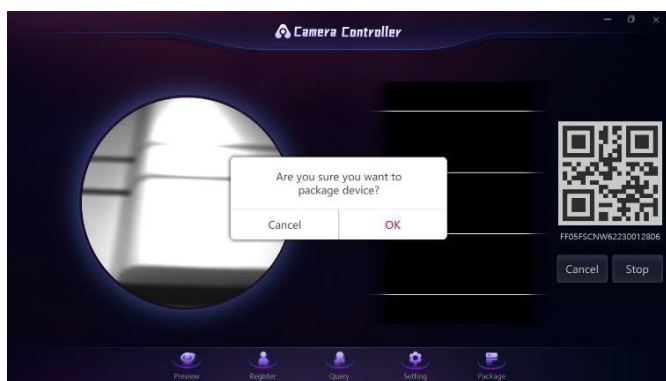 Camera Controller
Are you sure you want to
package device?
Cancel
OK
FF05FSCNW62230012806
Cancel
Stop
Preview
Register
Query
Setting
Package